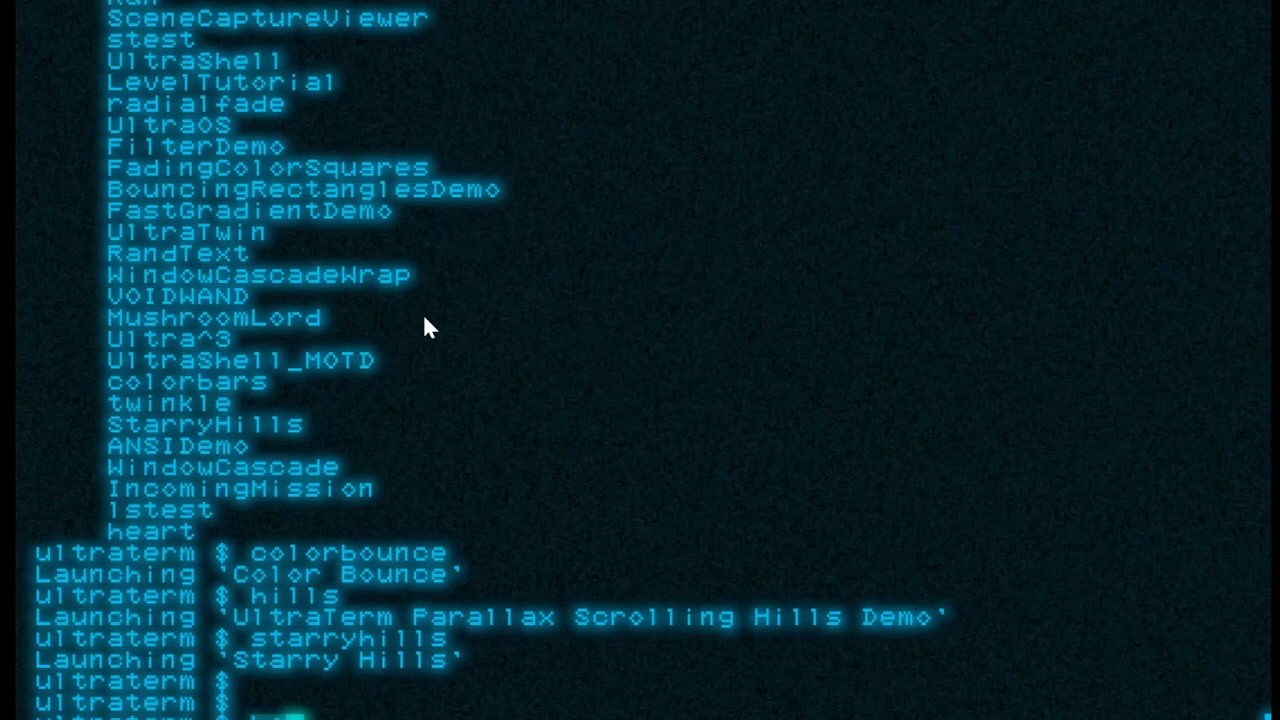 Run
SceneCaptureViewer
stest
UltraShell
LevelTutorial
radialfade
UltraOS
FilterDemo
FadingColorSquares
BouncingRectanglesDemo
FastGradientDemo
UltraTwin
RandText
WindowCascadeWrap
VOIDWAND
MushroomLord
Ultra^3
UltraShell_MOTD
colorbars
twinkle
StarryHills
ANSIDemo
WindowCascade
IncomingMission
lstest
heart
ultraterm $ colorbounce
Launching `Color Bounce'
ultraterm $ hills
Launching `UltraTerm Parallax Scrolling Hills Demo'
ultraterm $ starryhills
Launching `Starry Hills'
ultraterm $
ultraterm $
ultraterm $